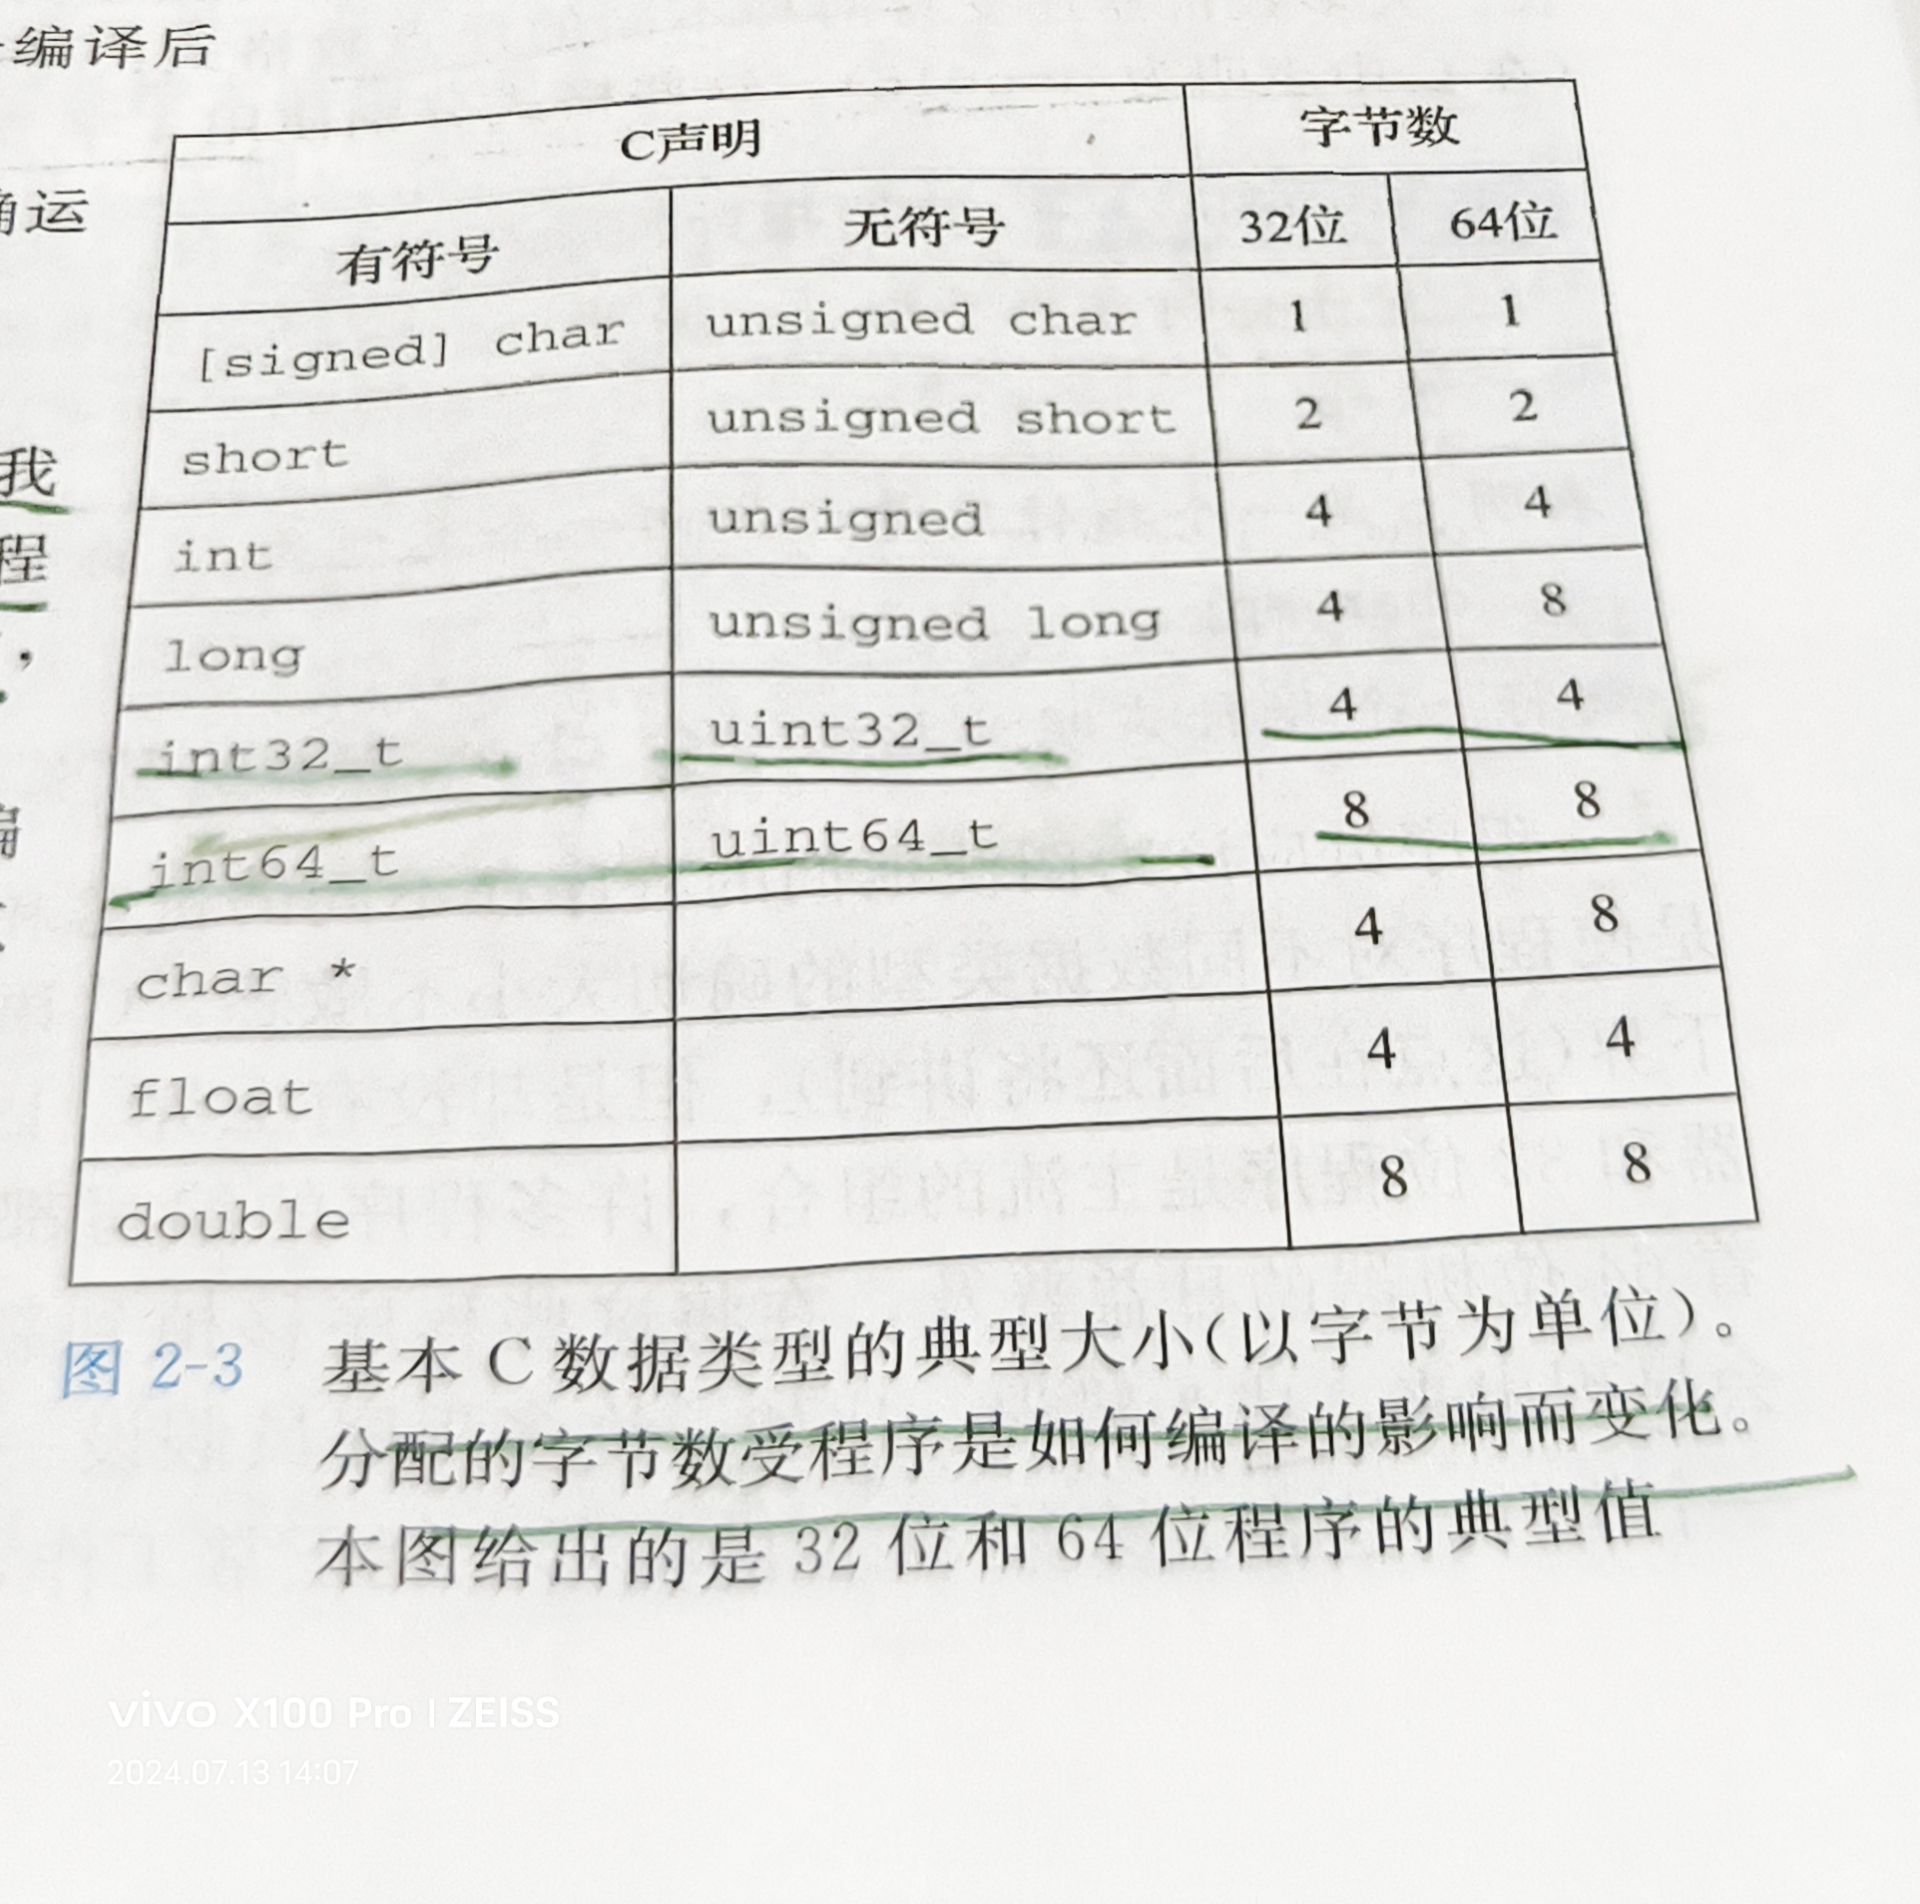 编译后
运
我
程
,
C声明 字节数
有符号 无符号 32位 64位
[signed] char unsigned char 1 1
short unsigned short 2 2
int unsigned 4 4
long unsigned long 4 8
int32_t uint32_t 4 4
int64_t uint64_t 8 8
char * 4 8
float 4 4
double 8 8
图 2-3 基本 C 数据类型的典型大小(以字节为单位)。
分配的字节数受程序是如何编译的影响而变化。
本图给出的是 32 位和 64 位程序的典型值
vivo X100 Pro | ZEISS
2024.07.13 14:07